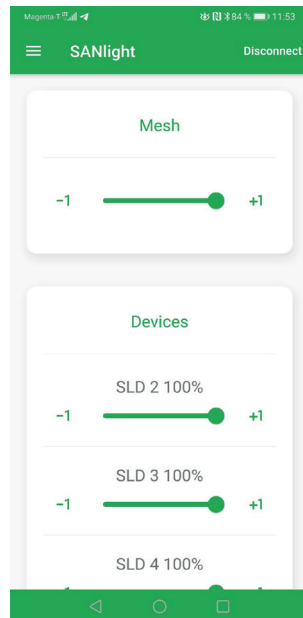 Magenta-T 84 % 11:53
SANlight Disconnect
Mesh
-1 +1
Devices
SLD 2 100%
-1 +1
SLD 3 100%
-1 +1
SLD 4 100%